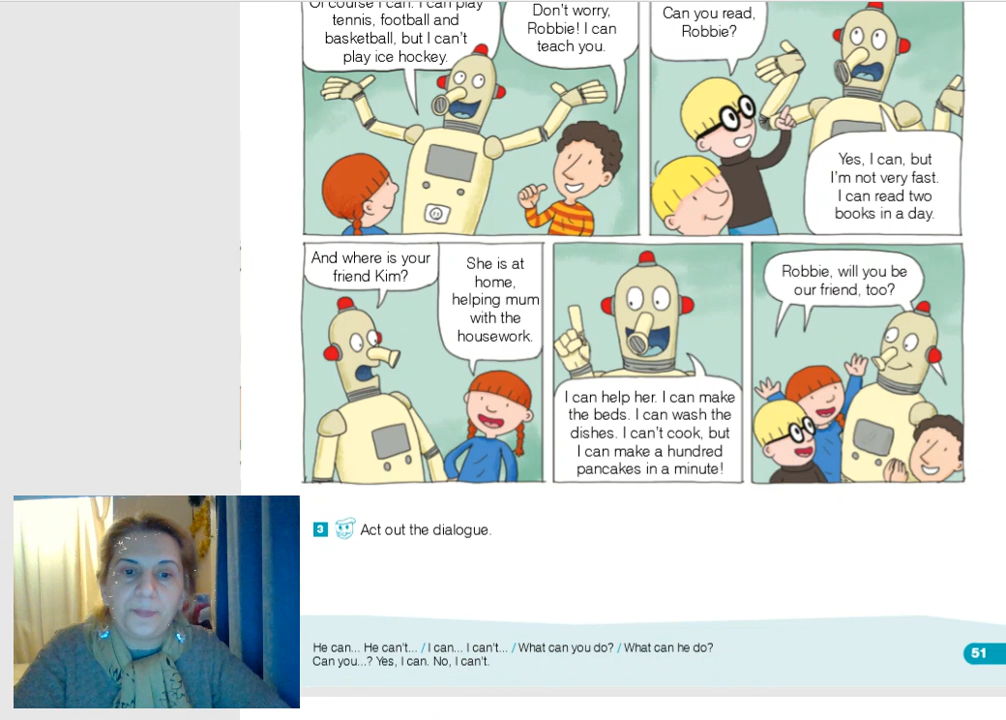 Of course I can. I can play
tennis, football and
basketball, but I can't
play ice hockey.
Don't worry,
Robbie! I can
teach you.
Can you read,
Robbie?
Yes, I can, but
I'm not very fast.
I can read two
books in a day.
And where is your
friend Kim?
She is at
home,
helping mum
with the
housework.
I can help her. I can make
the beds. I can wash the
dishes. I can't cook, but
I can make a hundred
pancakes in a minute!
Robbie, will you be
our friend, too?
3 Act out the dialogue.
He can... He can't... / I can... I can't... / What can you do? / What can he do?
Can you...? Yes, I can. No, I can't.
51